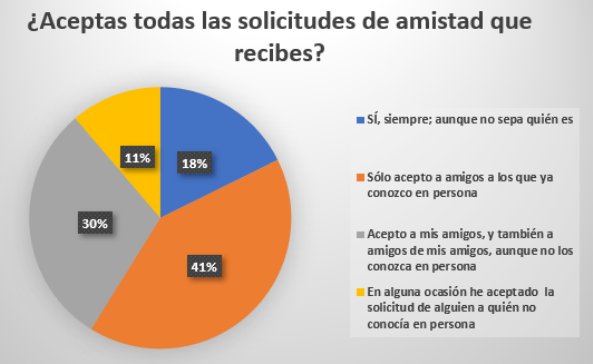 ¿Aceptas todas las solicitudes de amistad que
recibes?
18%
41%
30%
11%
SÍ, siempre; aunque no sepa quién es
Sólo acepto a amigos a los que ya
conozco en persona
Acepto a mis amigos, y también a
amigos de mis amigos, aunque no los
conozca en persona
En alguna ocasión he aceptado la
solicitud de alguien a quién no
conocía en persona